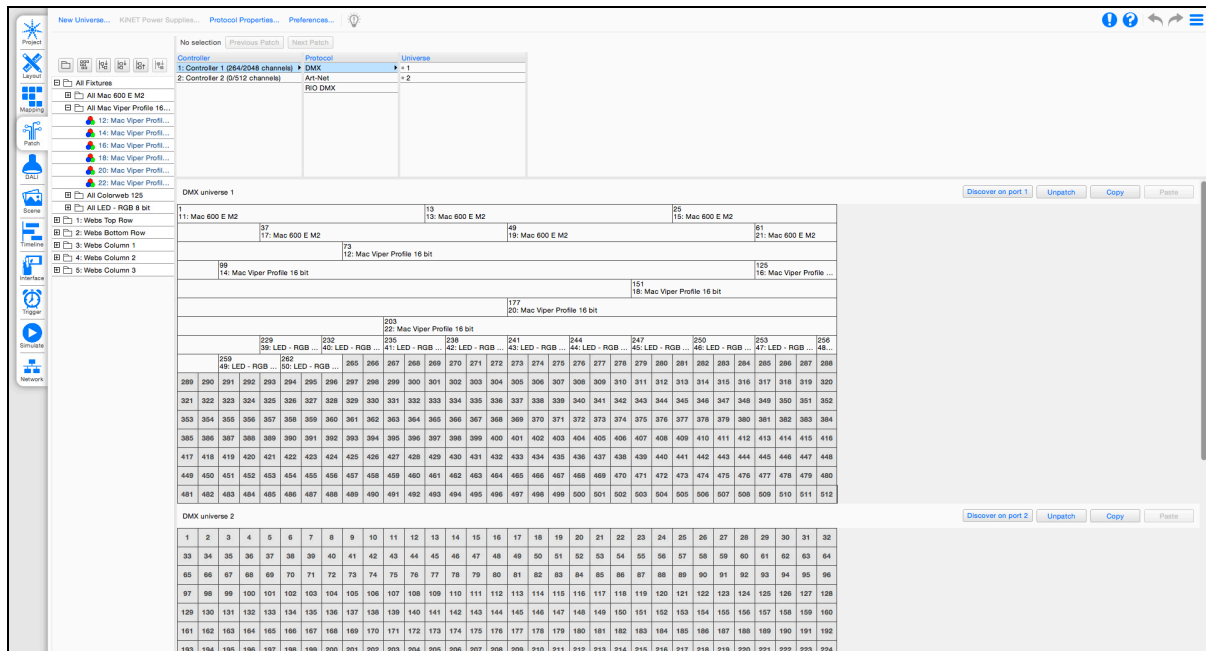 New Universe... KiNET Power Supplies... Protocol Properties... Preferences...
Project
Layout
Mapping
Patch
DALI
Scene
Timeline
Interface
Trigger
Simulate
Network
All Fixtures
All Mac 600 E M2
All Mac Viper Profile 16...
12: Mac Viper Profil...
14: Mac Viper Profil...
16: Mac Viper Profil...
18: Mac Viper Profil...
20: Mac Viper Profil...
22: Mac Viper Profil...
All Colorweb 125
All LED - RGB 8 bit
1: Webs Top Row
2: Webs Bottom Row
3: Webs Column 1
4: Webs Column 2
5: Webs Column 3
No selection Previous Patch Next Patch
Controller Protocol Universe
1: Controller 1 (264/2048 channels) DMX 1
2: Controller 2 (0/512 channels) Art-Net 2
RIO DMX
DMX universe 1 Discover on port 1 Unpatch Copy Paste
1 13 25
11: Mac 600 E M2 13: Mac 600 E M2 15: Mac 600 E M2
37 49 61
17: Mac 600 E M2 19: Mac 600 E M2 21: Mac 600 E M2
73
12: Mac Viper Profile 16 bit
99 125
14: Mac Viper Profile 16 bit 16: Mac Viper Profile ...
151
18: Mac Viper Profile 16 bit
177
20: Mac Viper Profile 16 bit
203
22: Mac Viper Profile 16 bit
229 232 235 238 241 244 247 250 253 256
39: LED - RGB ... 40: LED - RGB ... 41: LED - RGB ... 42: LED - RGB ... 43: LED - RGB ... 44: LED - RGB ... 45: LED - RGB ... 46: LED - RGB ... 47: LED - RGB ... 48...
259 262
49: LED - RGB ... 50: LED - RGB ... 265 266 267 268 269 270 271 272 273 274 275 276 277 278 279 280 281 282 283 284 285 286 287 288
289 290 291 292 293 294 295 296 297 298 299 300 301 302 303 304 305 306 307 308 309 310 311 312 313 314 315 316 317 318 319 320
321 322 323 324 325 326 327 328 329 330 331 332 333 334 335 336 337 338 339 340 341 342 343 344 345 346 347 348 349 350 351 352
353 354 355 356 357 358 359 360 361 362 363 364 365 366 367 368 369 370 371 372 373 374 375 376 377 378 379 380 381 382 383 384
385 386 387 388 389 390 391 392 393 394 395 396 397 398 399 400 401 402 403 404 405 406 407 408 409 410 411 412 413 414 415 416
417 418 419 420 421 422 423 424 425 426 427 428 429 430 431 432 433 434 435 436 437 438 439 440 441 442 443 444 445 446 447 448
449 450 451 452 453 454 455 456 457 458 459 460 461 462 463 464 465 466 467 468 469 470 471 472 473 474 475 476 477 478 479 480
481 482 483 484 485 486 487 488 489 490 491 492 493 494 495 496 497 498 499 500 501 502 503 504 505 506 507 508 509 510 511 512
DMX universe 2 Discover on port 2 Unpatch Copy Paste
1 2 3 4 5 6 7 8 9 10 11 12 13 14 15 16 17 18 19 20 21 22 23 24 25 26 27 28 29 30 31 32
33 34 35 36 37 38 39 40 41 42 43 44 45 46 47 48 49 50 51 52 53 54 55 56 57 58 59 60 61 62 63 64
65 66 67 68 69 70 71 72 73 74 75 76 77 78 79 80 81 82 83 84 85 86 87 88 89 90 91 92 93 94 95 96
97 98 99 100 101 102 103 104 105 106 107 108 109 110 111 112 113 114 115 116 117 118 119 120 121 122 123 124 125 126 127 128
129 130 131 132 133 134 135 136 137 138 139 140 141 142 143 144 145 146 147 148 149 150 151 152 153 154 155 156 157 158 159 160
161 162 163 164 165 166 167 168 169 170 171 172 173 174 175 176 177 178 179 180 181 182 183 184 185 186 187 188 189 190 191 192
193 194 195 196 197 198 199 200 201 202 203 204 205 206 207 208 209 210 211 212 213 214 215 216 217 218 219 220 221 222 223 224